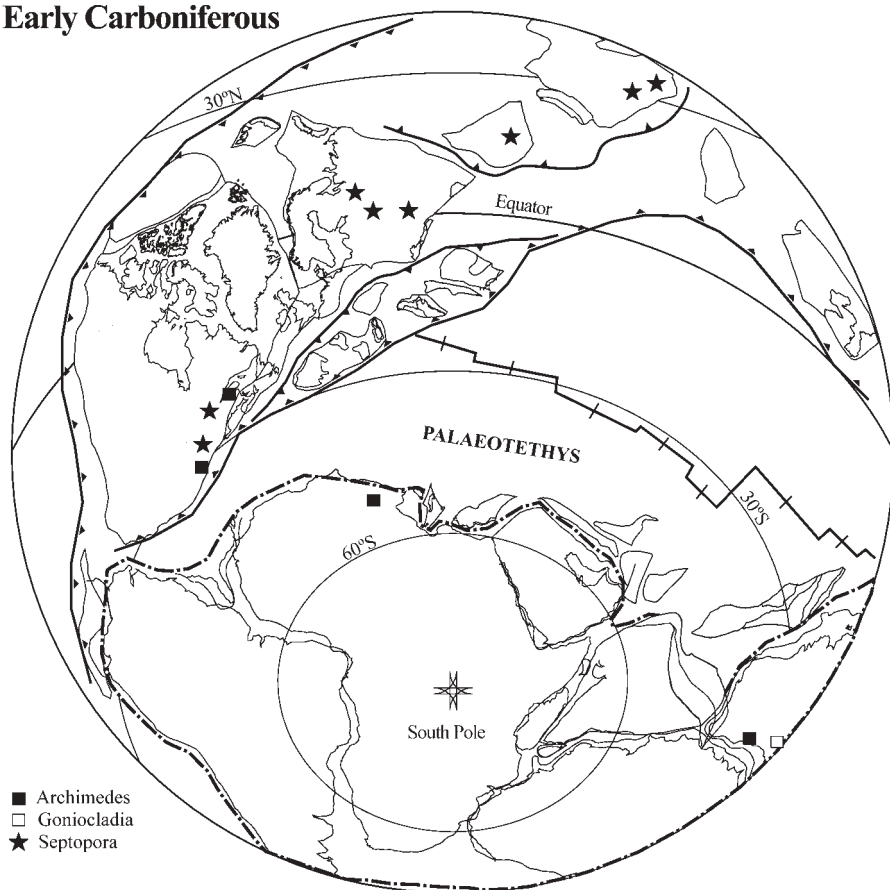 Early Carboniferous
30°N
Equator
PALAEOTETHYS
30°S
60°S
South Pole
Archimedes
Goniocladia
Septopora